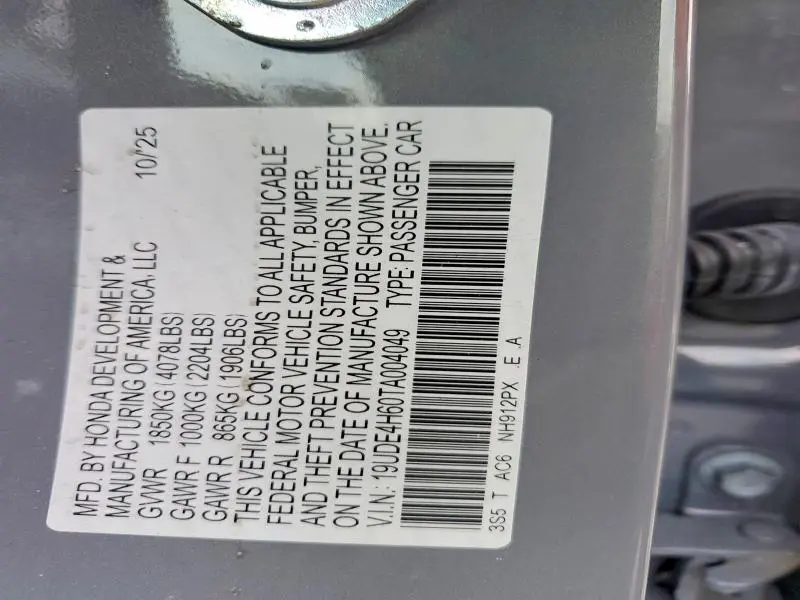 MFD. BY HONDA DEVELOPMENT &
MANUFACTURING OF AMERICA, LLC 10/25
GVWR 1850KG (4078LBS)
GAWR F 1000KG (2204LBS)
GAWR R 865KG (1906LBS)
THIS VEHICLE CONFORMS TO ALL APPLICABLE
FEDERAL MOTOR VEHICLE SAFETY, BUMPER,
AND THEFT PREVENTION STANDARDS IN EFFECT
ON THE DATE OF MANUFACTURE SHOWN ABOVE.
V.I.N.: 19UDE4H60TA004049 TYPE: PASSENGER CAR
3S5 T AC6 NH912PX .E .A